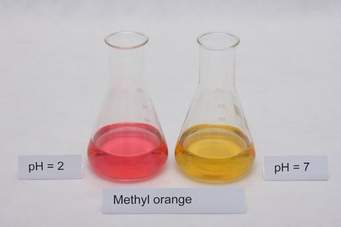 pH = 2
pH = 7
Methyl orange